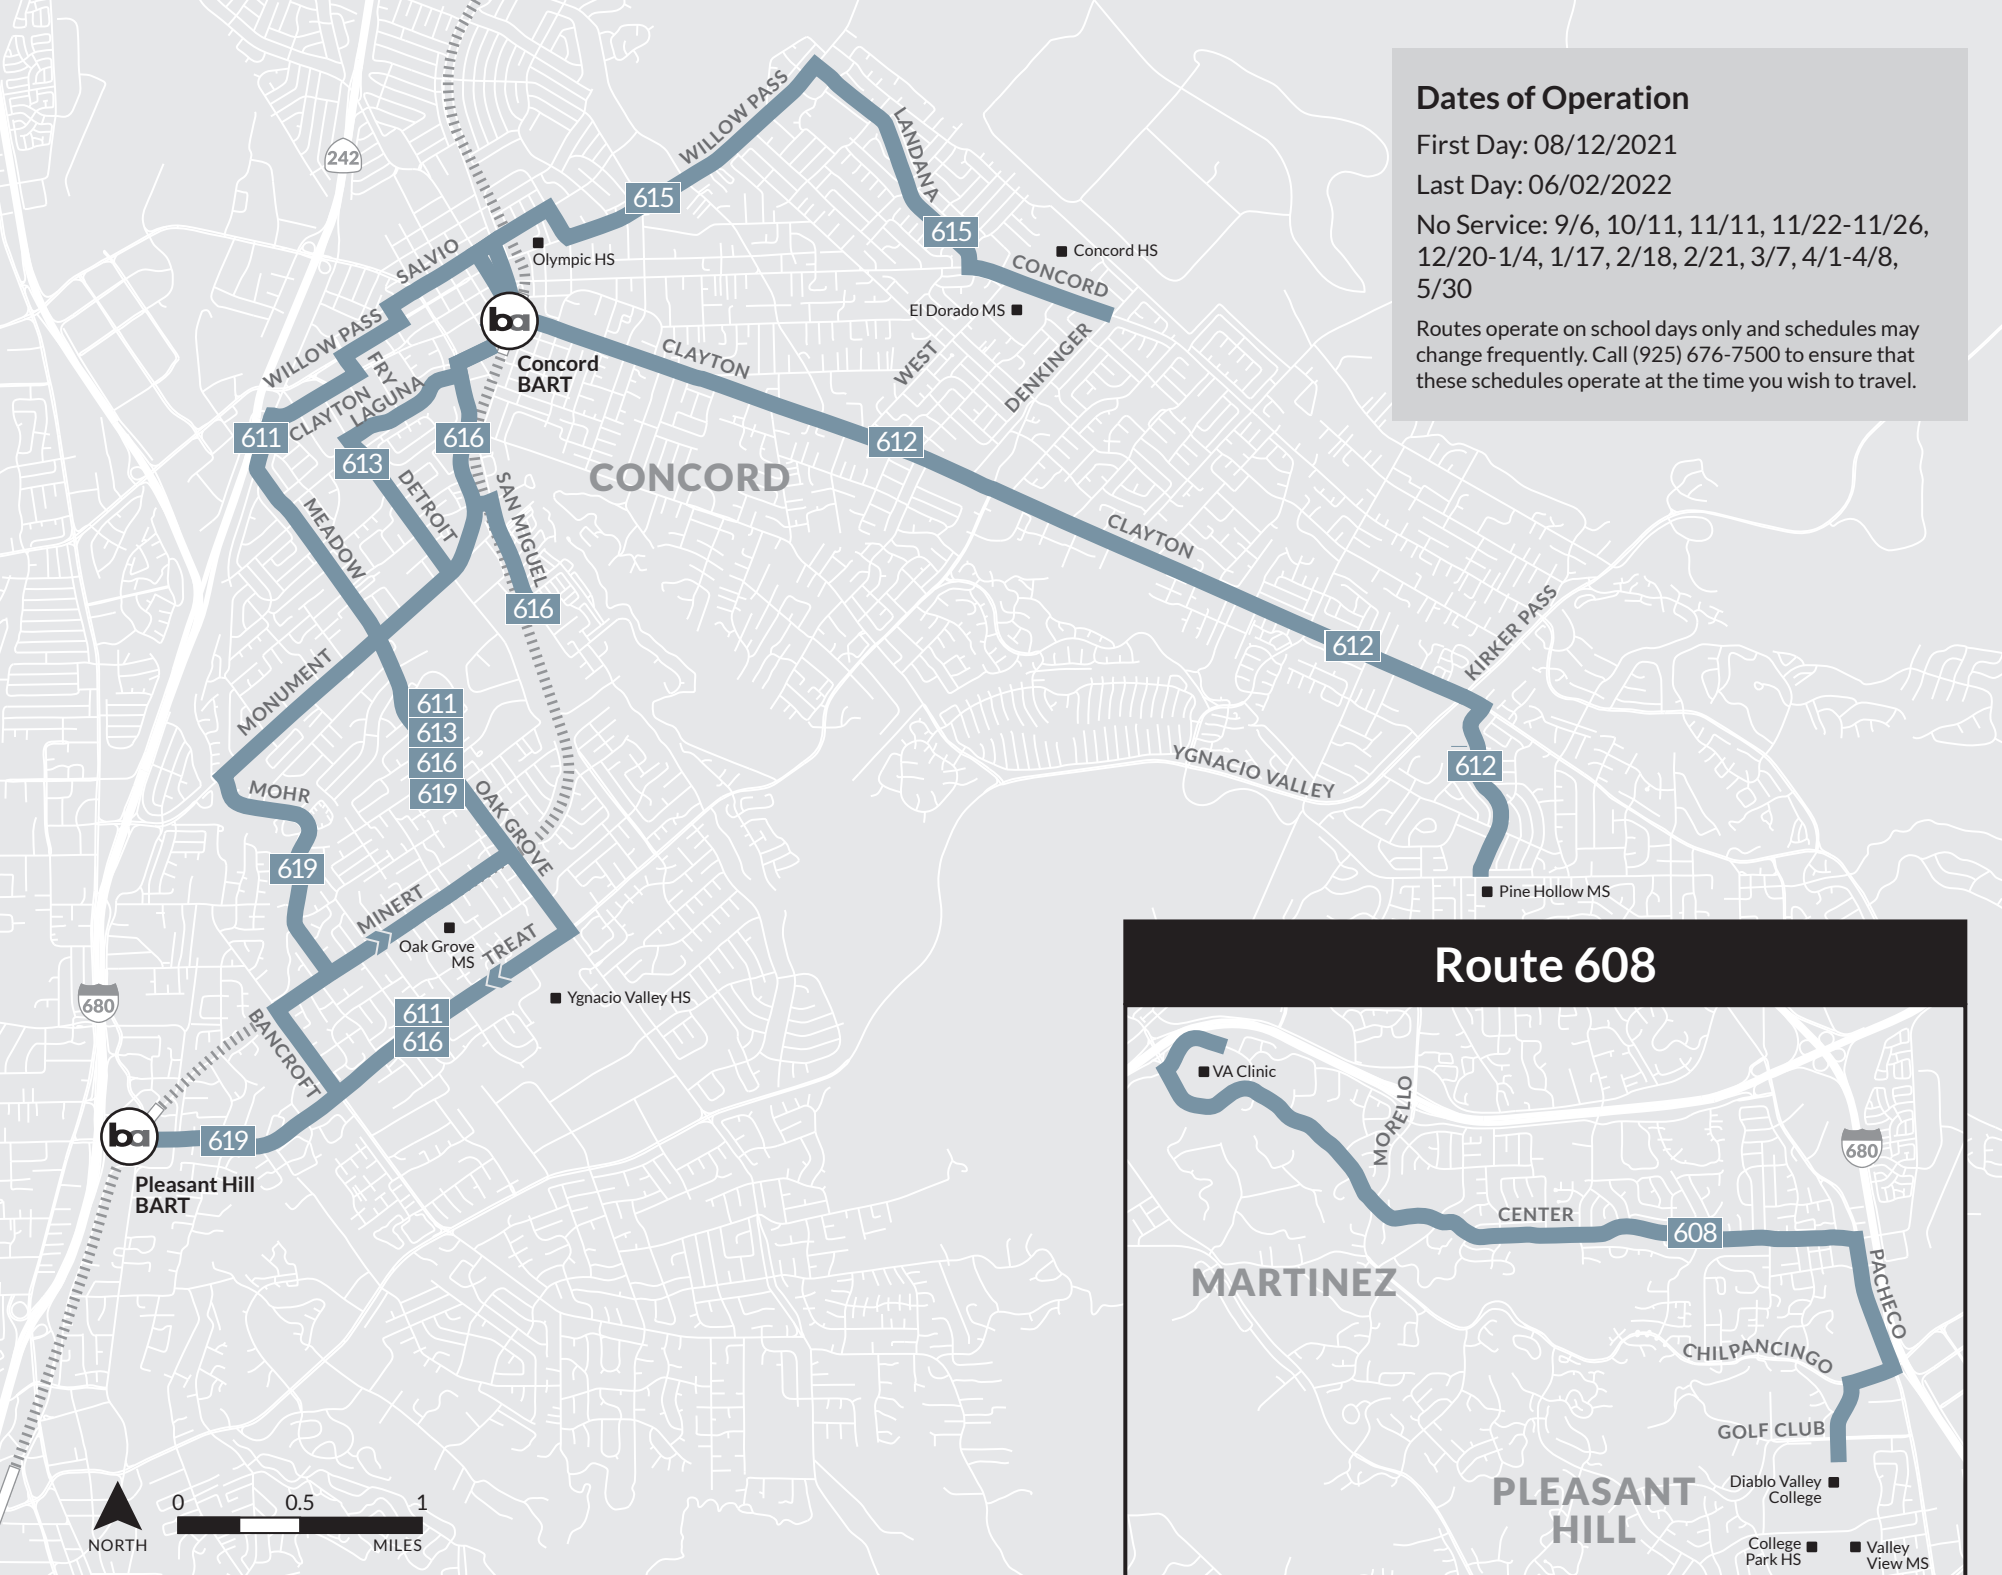 Dates of Operation
First Day: 08/12/2021
Last Day: 06/02/2022
No Service: 9/6, 10/11, 11/11, 11/22-11/26,
12/20-1/4, 1/17, 2/18, 2/21, 3/7, 4/1-4/8,
5/30
Routes operate on school days only and schedules may
change frequently. Call (925) 676-7500 to ensure that
these schedules operate at the time you wish to travel.
242
WILLOW PASS
LANDANA
615
615
SALVIO
Olympic HS
Concord HS
CONCORD
El Dorado MS
ba
Concord
BART
WILLOW PASS
FRY
CLAYTON
LAGUNA
CLAYTON
WEST
DENKINGER
611
613
616
612
CONCORD
MEADOW
DETROIT
SAN MIGUEL
616
CLAYTON
612
KIRKER PASS
MONUMENT
611
613
616
619
YGNACIO VALLEY
612
MOHR
OAK GROVE
619
Pine Hollow MS
MINERT
Oak Grove
MS
TREAT
Ygnacio Valley HS
680
BANCROFT
611
616
ba
619
Pleasant Hill
BART
NORTH
0 0.5 1
MILES
Route 608
VA Clinic
MORELLO
680
CENTER
608
MARTINEZ
PACHECO
CHILPANCINGO
GOLF CLUB
PLEASANT
HILL
Diablo Valley
College
College
Park HS
Valley
View MS